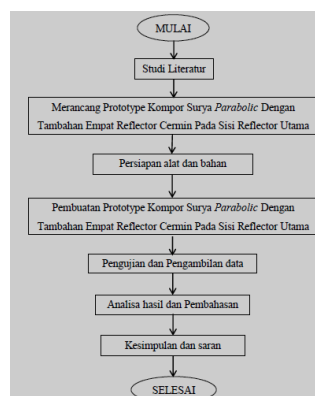 MULAI
Studi Literatur
Merancang Prototype Kompor Surya Parabolic Dengan
Tambahan Empat Reflector Cermin Pada Sisi Reflector Utama
Persiapan alat dan bahan
Pembuatan Prototype Kompor Surya Parabolic Dengan
Tambahan Empat Reflector Cermin Pada Sisi Reflector Utama
Pengujian dan Pengambilan data
Analisa hasil dan Pembahasan
Kesimpulan dan saran
SELESAI